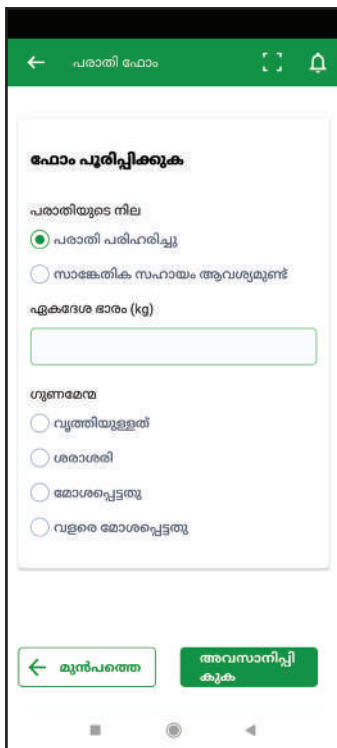 പരാതി ഫോം
ഫോം പൂരിപ്പിക്കുക
പരാതിയുടെ നില
പരാതി പരിഹരിച്ചു
സാങ്കേതിക സഹായം ആവശ്യമുണ്ട്
ഏകദേശ ഭാരം (kg)
ഗുണമേന്മ
വൃത്തിയുള്ളത്
ശരാശരി
മോശപ്പെട്ടതു
വളരെ മോശപ്പെട്ടതു
മുൻപത്തെ
അവസാനിപ്പി
ക്കുക